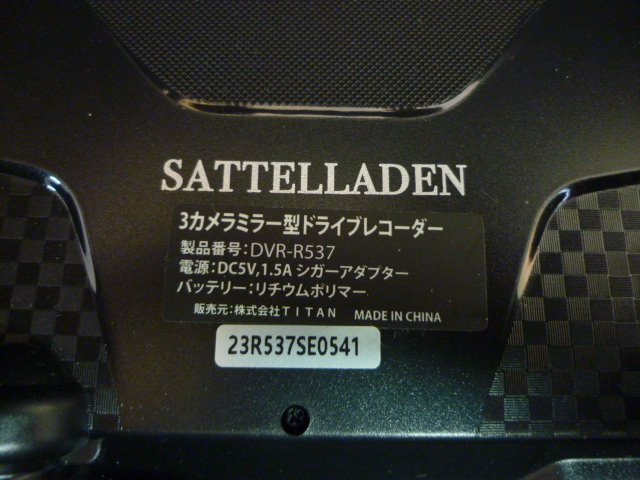 SATTELLADEN
3カメラミラー型ドライブレコーダー
製品番号：DVR-R537
電源：DC5V,1.5A シガーアダプター
バッテリー：リチウムポリマー
販売元：株式会社TITAN MADE IN CHINA
23R537SE0541